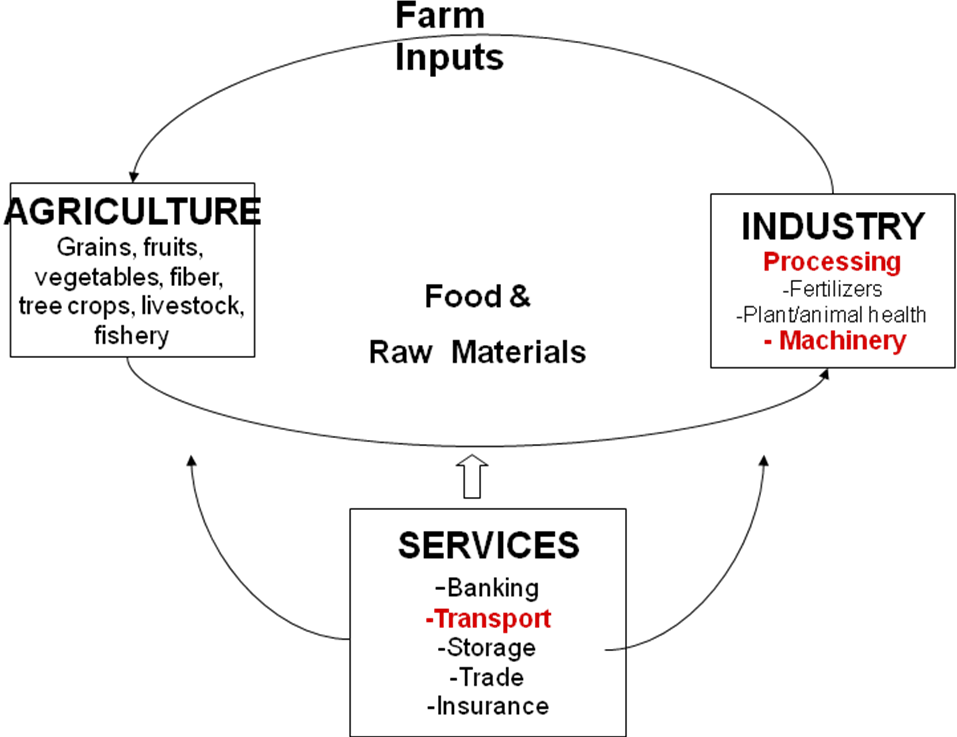 Farm
Inputs
AGRICULTURE
Grains, fruits,
vegetables, fiber,
tree crops, livestock,
fishery
INDUSTRY
Processing
-Fertilizers
-Plant/animal health
- Machinery
Food &
Raw Materials
SERVICES
-Banking
-Transport
-Storage
-Trade
-Insurance